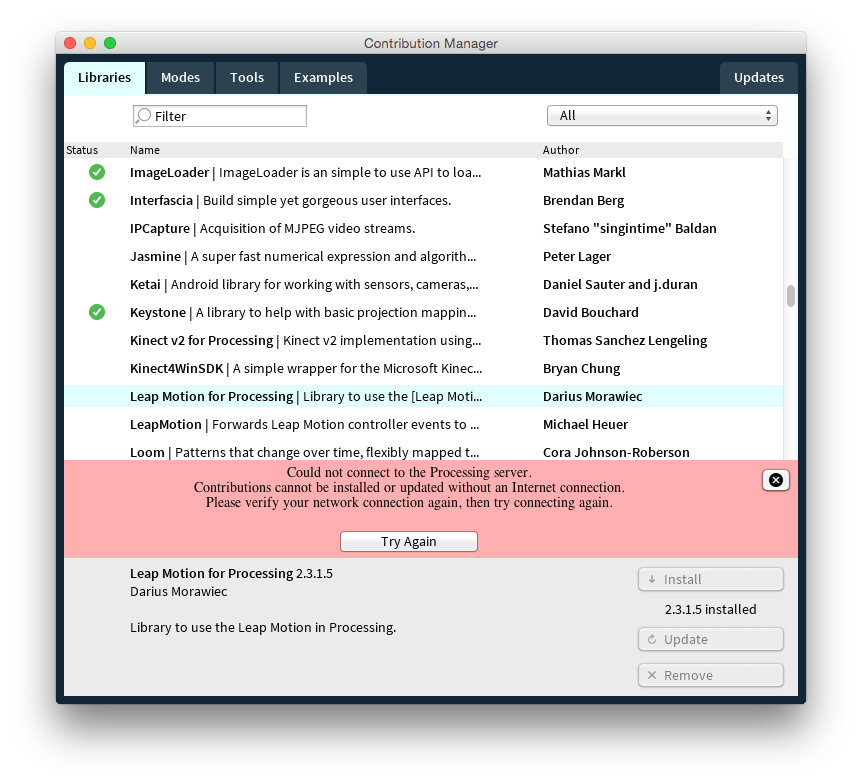 Contribution Manager
Libraries Modes Tools Examples Updates
Filter All
Status Name Author
ImageLoader | ImageLoader is an simple to use API to loa... Mathias Markl
Interfascia | Build simple yet gorgeous user interfaces. Brendan Berg
IPCapture | Acquisition of MJPEG video streams. Stefano "singintime" Baldan
Jasmine | A super fast numerical expression and algorith... Peter Lager
Ketai | Android library for working with sensors, cameras,... Daniel Sauter and j.duran
Keystone | A library to help with basic projection mappin... David Bouchard
Kinect v2 for Processing | Kinect v2 implementation using... Thomas Sanchez Lengeling
Kinect4WinSDK | A simple wrapper for the Microsoft Kinec... Bryan Chung
Leap Motion for Processing | Library to use the [Leap Moti... Darius Morawiec
LeapMotion | Forwards Leap Motion controller events to ... Michael Heuer
Loom | Patterns that change over time, flexibly mapped t... Cora Johnson-Roberson
Could not connect to the Processing server.
Contributions cannot be installed or updated without an Internet connection.
Please verify your network connection again, then try connecting again.
Try Again
Leap Motion for Processing 2.3.1.5
Darius Morawiec
Library to use the Leap Motion in Processing.
Install
2.3.1.5 installed
Update
Remove